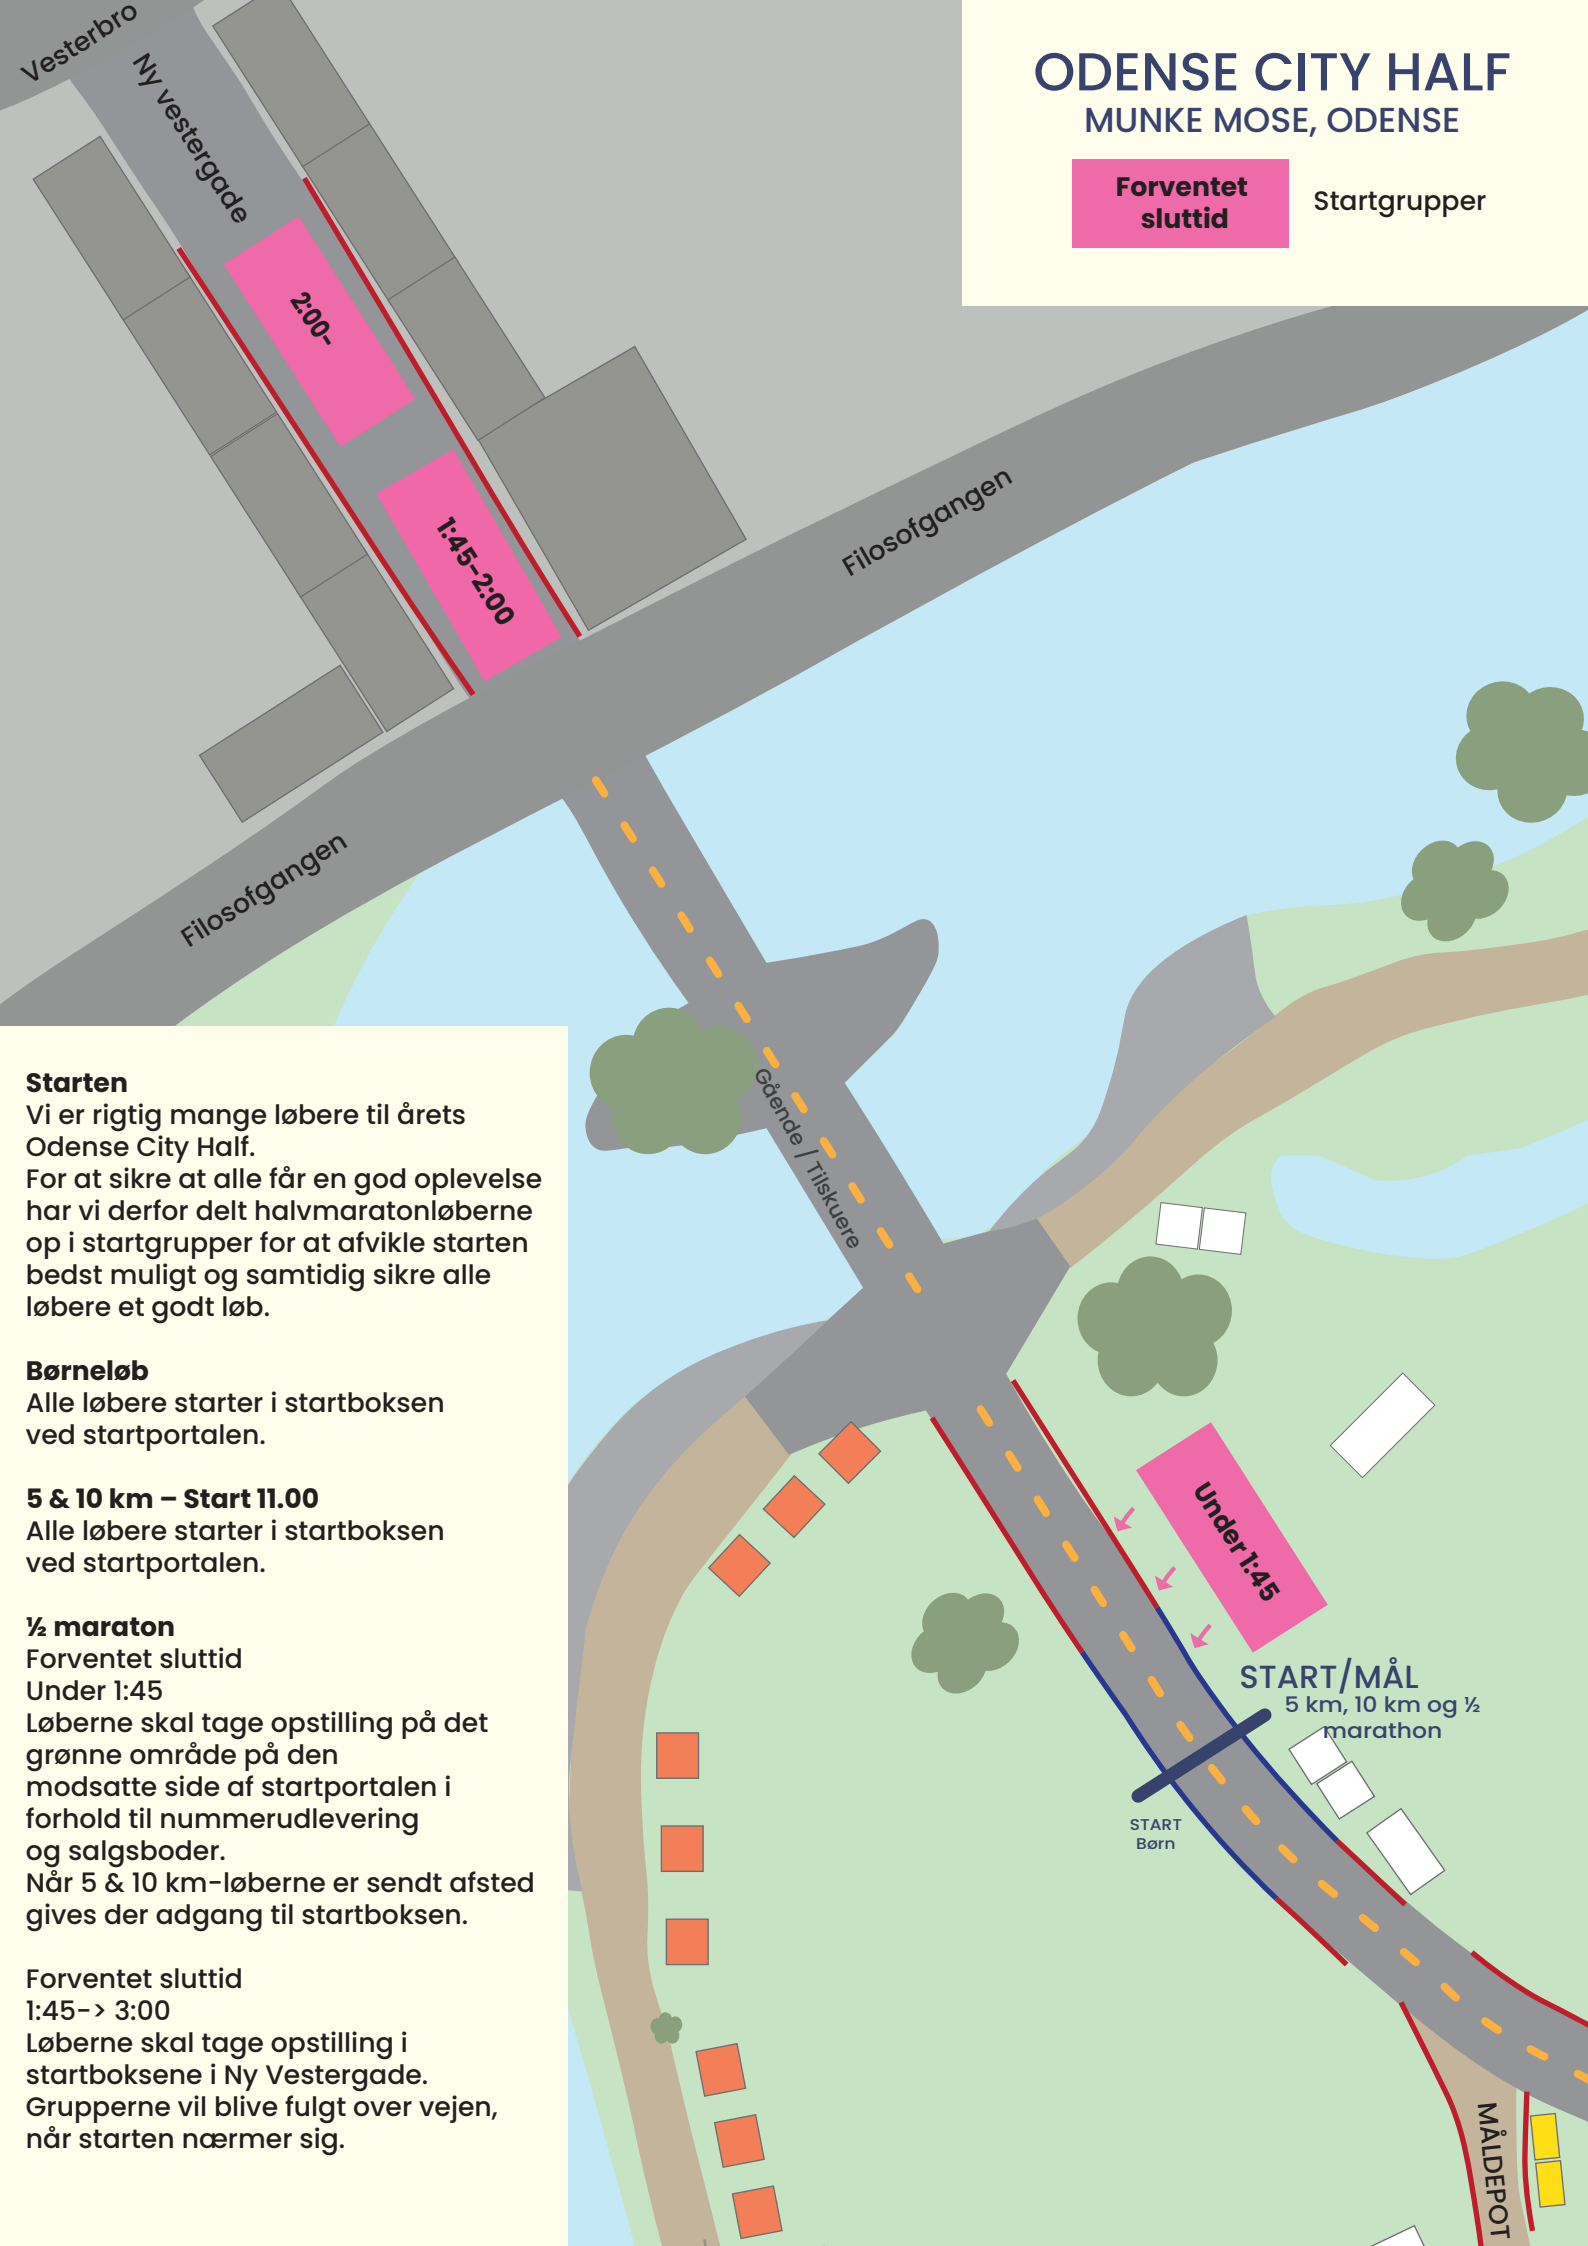 Vesterbro
Ny vestergade
ODENSE CITY HALF
MUNKE MOSE, ODENSE
Forventet
sluttid
Startgrupper
2:00-
1:45-2:00
Filosofgangen
Filosofgangen
Gående / Tilskuere
Under 1:45
START/MÅL
5 km, 10 km og ½
marathon
START
Børn
MÅLDEPOT
Starten
Vi er rigtig mange løbere til årets
Odense City Half.
For at sikre at alle får en god oplevelse
har vi derfor delt halvmaratonløberne
op i startgrupper for at afvikle starten
bedst muligt og samtidig sikre alle
løbere et godt løb.
Børneløb
Alle løbere starter i startboksen
ved startportalen.
5 & 10 km – Start 11.00
Alle løbere starter i startboksen
ved startportalen.
½ maraton
Forventet sluttid
Under 1:45
Løberne skal tage opstilling på det
grønne område på den
modsatte side af startportalen i
forhold til nummerudlevering
og salgsboder.
Når 5 & 10 km-løberne er sendt afsted
gives der adgang til startboksen.
Forventet sluttid
1:45-> 3:00
Løberne skal tage opstilling i
startboksene i Ny Vestergade.
Grupperne vil blive fulgt over vejen,
når starten nærmer sig.